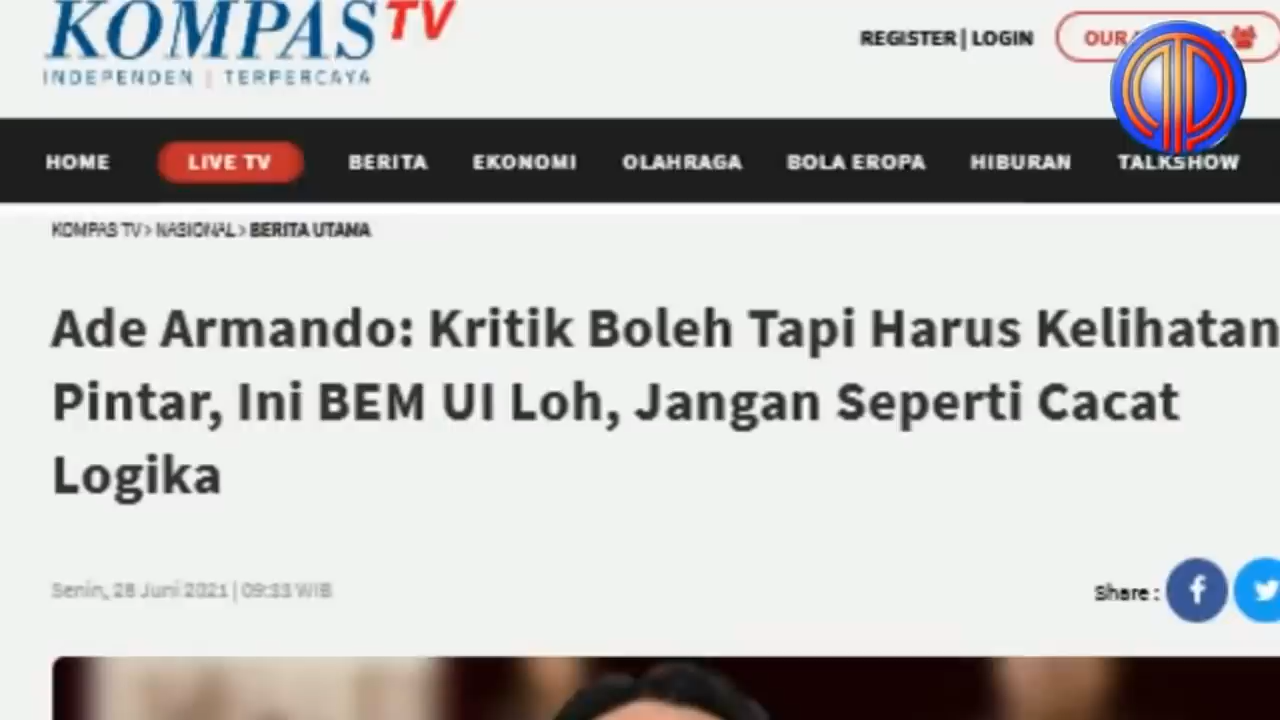 KOMPAS TV
INDEPENDEN | TERPERCAYA
REGISTER | LOGIN
OUR
HOME LIVE TV BERITA EKONOMI OLAHRAGA BOLA EROPA HIBURAN TALKSHOW
KOMPAS TV > NASIONAL > BERITA UTAMA
Ade Armando: Kritik Boleh Tapi Harus Kelihatan
Pintar, Ini BEM UI Loh, Jangan Seperti Cacat
Logika
Senin, 28 Juni 2021 | 09:33 WIB
Share :